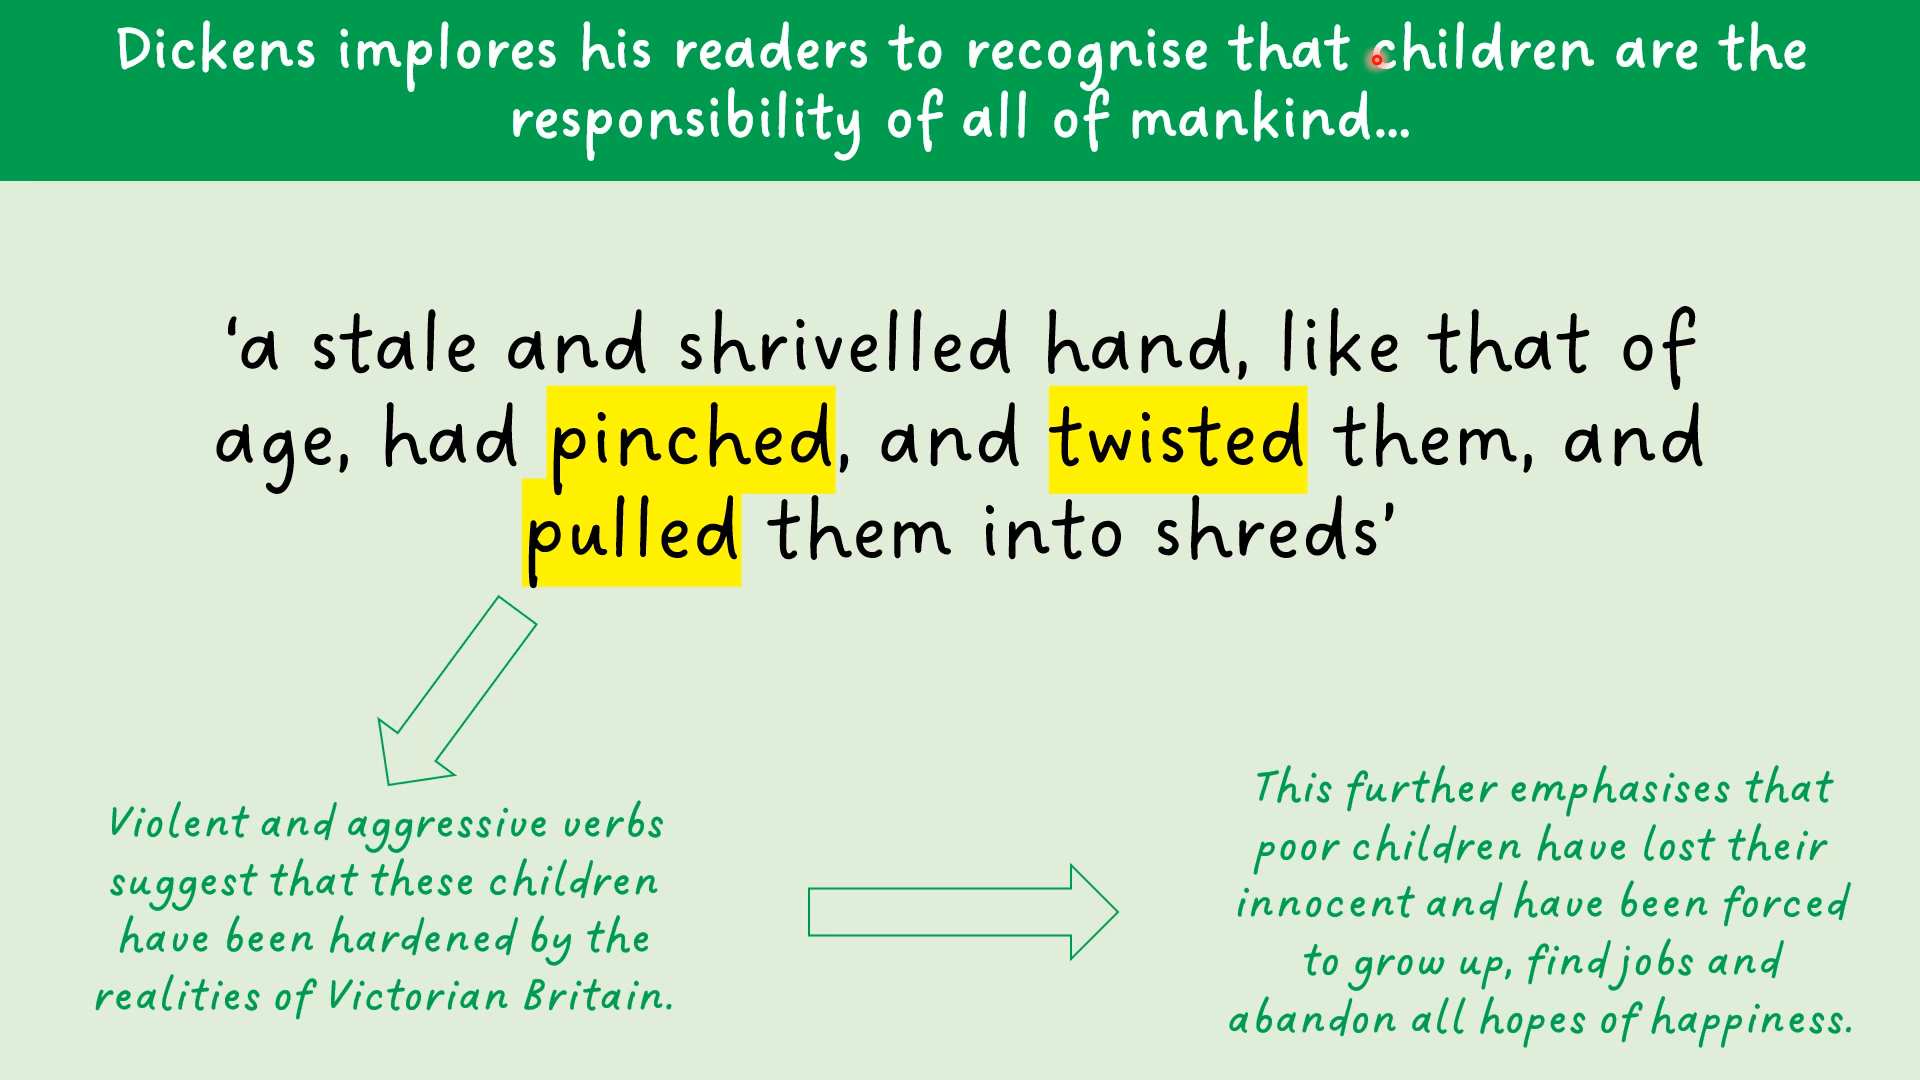 Dickens implores his readers to recognise that children are the
responsibility of all of mankind...
‘a stale and shrivelled hand, like that of
age, had pinched, and twisted them, and
pulled them into shreds’
Violent and aggressive verbs
suggest that these children
have been hardened by the
realities of Victorian Britain.
This further emphasises that
poor children have lost their
innocent and have been forced
to grow up, find jobs and
abandon all hopes of happiness.